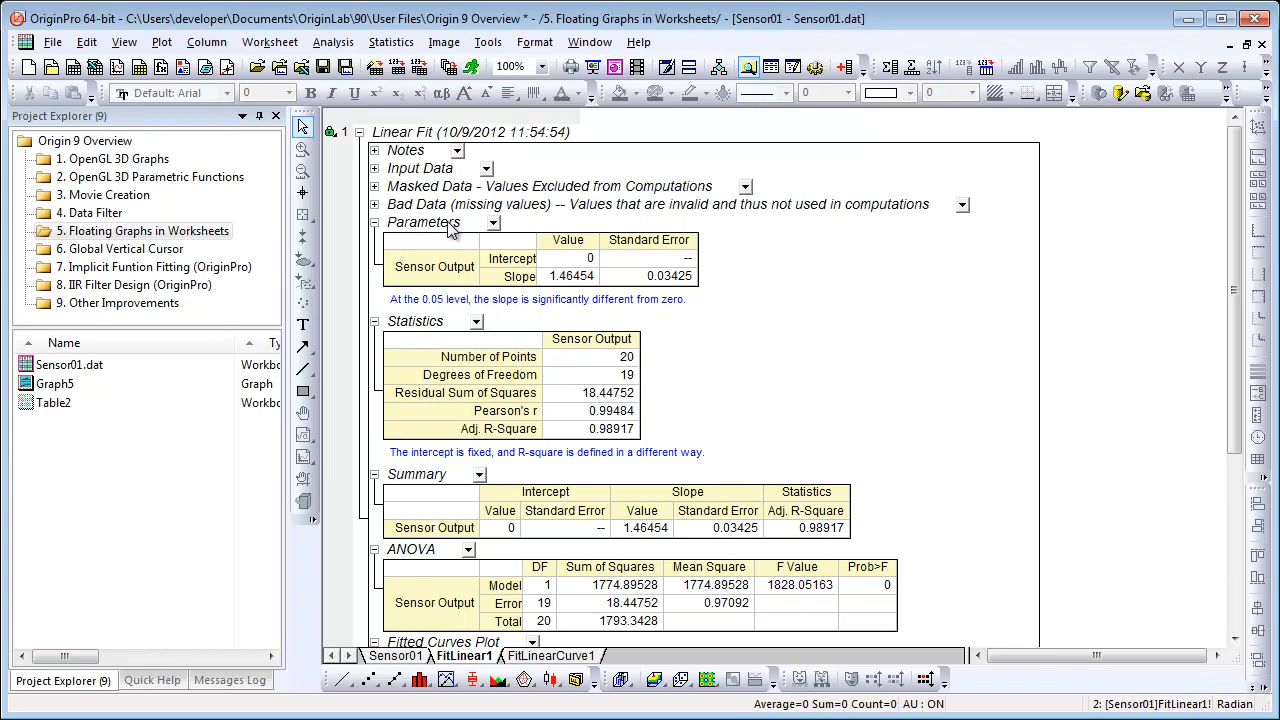 OriginPro 64-bit - C:\Users\developer\Documents\OriginLab\90\User Files\Origin 9 Overview * - /5. Floating Graphs in Worksheets/ - [Sensor01 - Sensor01.dat]
File Edit View Plot Column Worksheet Analysis Statistics Image Tools Format Window Help
100%
Default: Arial 0 B I U 0 0
Project Explorer (9)
Origin 9 Overview
1. OpenGL 3D Graphs
2. OpenGL 3D Parametric Functions
3. Movie Creation
4. Data Filter
5. Floating Graphs in Worksheets
6. Global Vertical Cursor
7. Implicit Funtion Fitting (OriginPro)
8. IIR Filter Design (OriginPro)
9. Other Improvements
Name Ty
Sensor01.dat Workbo
Graph5 Graph
Table2 Workbo
Project Explorer (9) Quick Help Messages Log
1 Linear Fit (10/9/2012 11:54:54)
Notes
Input Data
Masked Data - Values Excluded from Computations
Bad Data (missing values) -- Values that are invalid and thus not used in computations
Parameters
Value Standard Error
Sensor Output
Intercept 0 --
Slope 1.46454 0.03425
At the 0.05 level, the slope is significantly different from zero.
Statistics
Sensor Output
Number of Points 20
Degrees of Freedom 19
Residual Sum of Squares 18.44752
Pearson's r 0.99484
Adj. R-Square 0.98917
The intercept is fixed, and R-square is defined in a different way.
Summary
Intercept Slope Statistics
Value Standard Error Value Standard Error Adj. R-Square
Sensor Output 0 -- 1.46454 0.03425 0.98917
ANOVA
DF Sum of Squares Mean Square F Value Prob>F
Sensor Output
Model 1 1774.89528 1774.89528 1828.05163 0
Error 19 18.44752 0.97092
Total 20 1793.3428
Fitted Curves Plot
Sensor01 FitLinear1 FitLinearCurve1
Average=0 Sum=0 Count=0 AU : ON 2: [Sensor01]FitLinear1! Radian